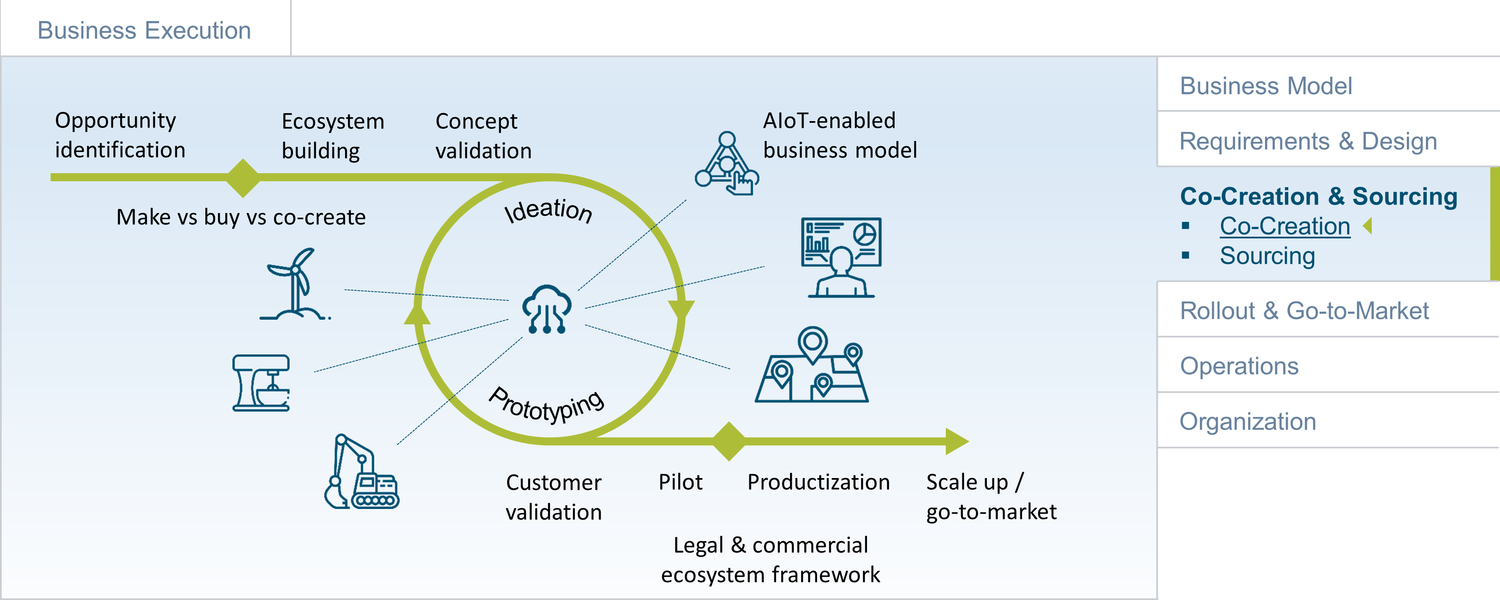 Business Execution
Opportunity
identification
Ecosystem
building
Concept
validation
AIoT-enabled
business model
Make vs buy vs co-create
Ideation
Prototyping
Customer
validation
Pilot
Productization
Scale up /
go-to-market
Legal & commercial
ecosystem framework
Business Model
Requirements & Design
Co-Creation & Sourcing
Co-Creation
Sourcing
Rollout & Go-to-Market
Operations
Organization